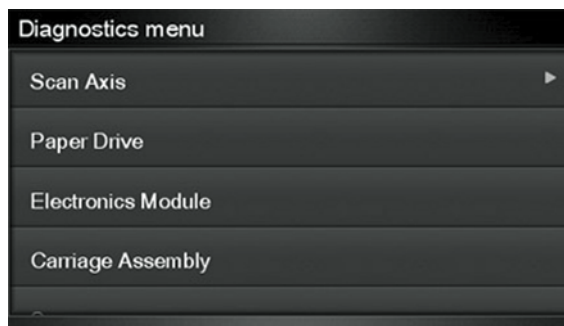 Diagnostics menu
Scan Axis
Paper Drive
Electronics Module
Carriage Assembly